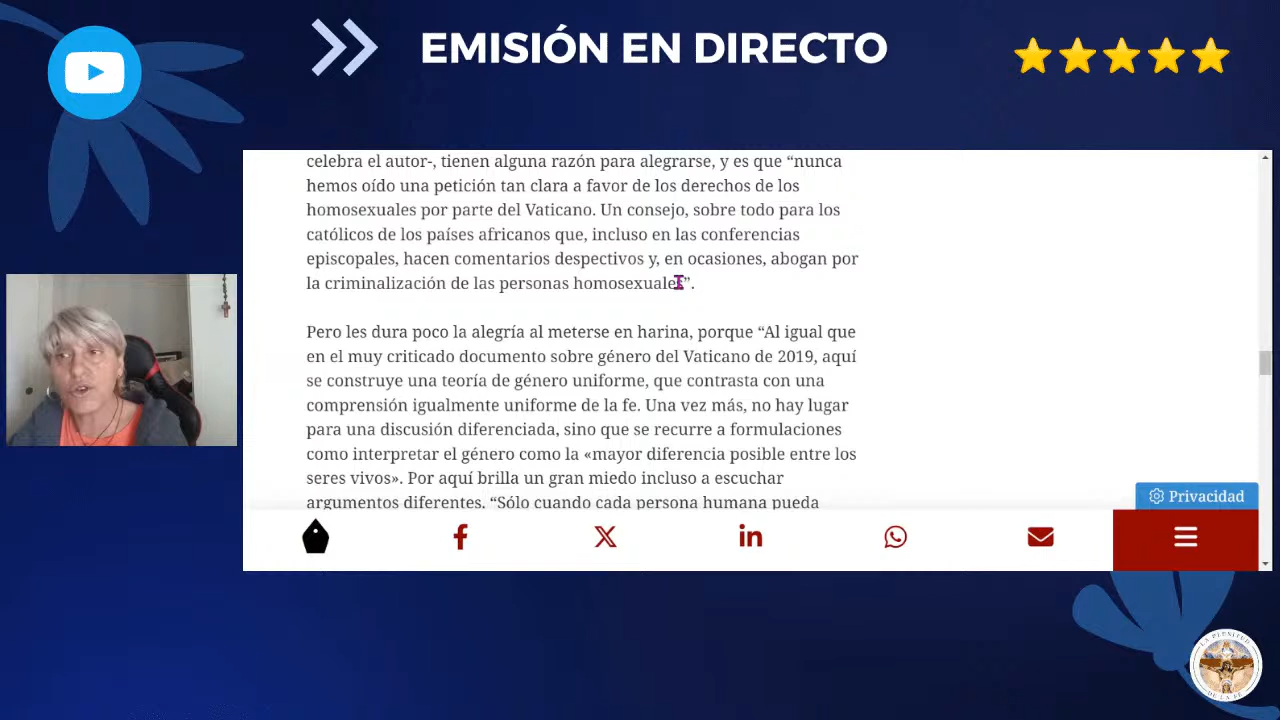 EMISIÓN EN DIRECTO
celebra el autor-, tienen alguna razón para alegrarse, y es que “nunca
hemos oído una petición tan clara a favor de los derechos de los
homosexuales por parte del Vaticano. Un consejo, sobre todo para los
católicos de los países africanos que, incluso en las conferencias
episcopales, hacen comentarios despectivos y, en ocasiones, abogan por
la criminalización de las personas homosexuales”.
Pero les dura poco la alegría al meterse en harina, porque “Al igual que
en el muy criticado documento sobre género del Vaticano de 2019, aquí
se construye una teoría de género uniforme, que contrasta con una
comprensión igualmente uniforme de la fe. Una vez más, no hay lugar
para una discusión diferenciada, sino que se recurre a formulaciones
como interpretar el género como la «mayor diferencia posible entre los
seres vivos». Por aquí brilla un gran miedo incluso a escuchar
argumentos diferentes. “Sólo cuando cada persona humana pueda
Privacidad
LA PLENITUD
DE LA FE